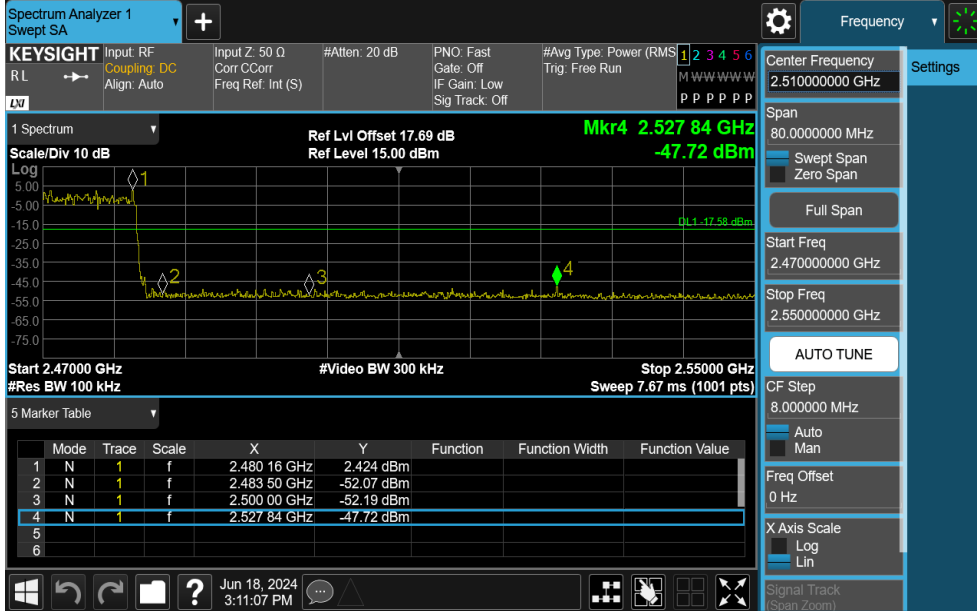 Spectrum Analyzer 1
Swept SA
Frequency
KEYSIGHT
RL
LXI
Input: RF
Coupling: DC
Align: Auto
Input Z: 50 Ω
Corr CCorr
Freq Ref: Int (S)
#Atten: 20 dB
PNO: Fast
Gate: Off
IF Gain: Low
Sig Track: Off
#Avg Type: Power (RMS
Trig: Free Run
1 2 3 4 5 6
M W W W W W
P P P P P P
1 Spectrum
Scale/Div 10 dB
Ref Lvl Offset 17.69 dB
Ref Level 15.00 dBm
Mkr4 2.527 84 GHz
-47.72 dBm
Log
5.00
-5.00
-15.0
-25.0
-35.0
-45.0
-55.0
-65.0
-75.0
1
2
3
4
DL1 -17.58 dBm
Start 2.47000 GHz
#Video BW 300 kHz
Stop 2.55000 GHz
#Res BW 100 kHz
Sweep 7.67 ms (1001 pts)
5 Marker Table
Mode Trace Scale X Y Function Function Width Function Value
1 N 1 f 2.480 16 GHz 2.424 dBm
2 N 1 f 2.483 50 GHz -52.07 dBm
3 N 1 f 2.500 00 GHz -52.19 dBm
4 N 1 f 2.527 84 GHz -47.72 dBm
5
6
?
Jun 18, 2024
3:11:07 PM
Center Frequency
2.510000000 GHz
Span
80.0000000 MHz
Swept Span
Zero Span
Full Span
Start Freq
2.470000000 GHz
Stop Freq
2.550000000 GHz
AUTO TUNE
CF Step
8.000000 MHz
Auto
Man
Freq Offset
0 Hz
X Axis Scale
Log
Lin
Signal Track
(Span Zoom)
Settings